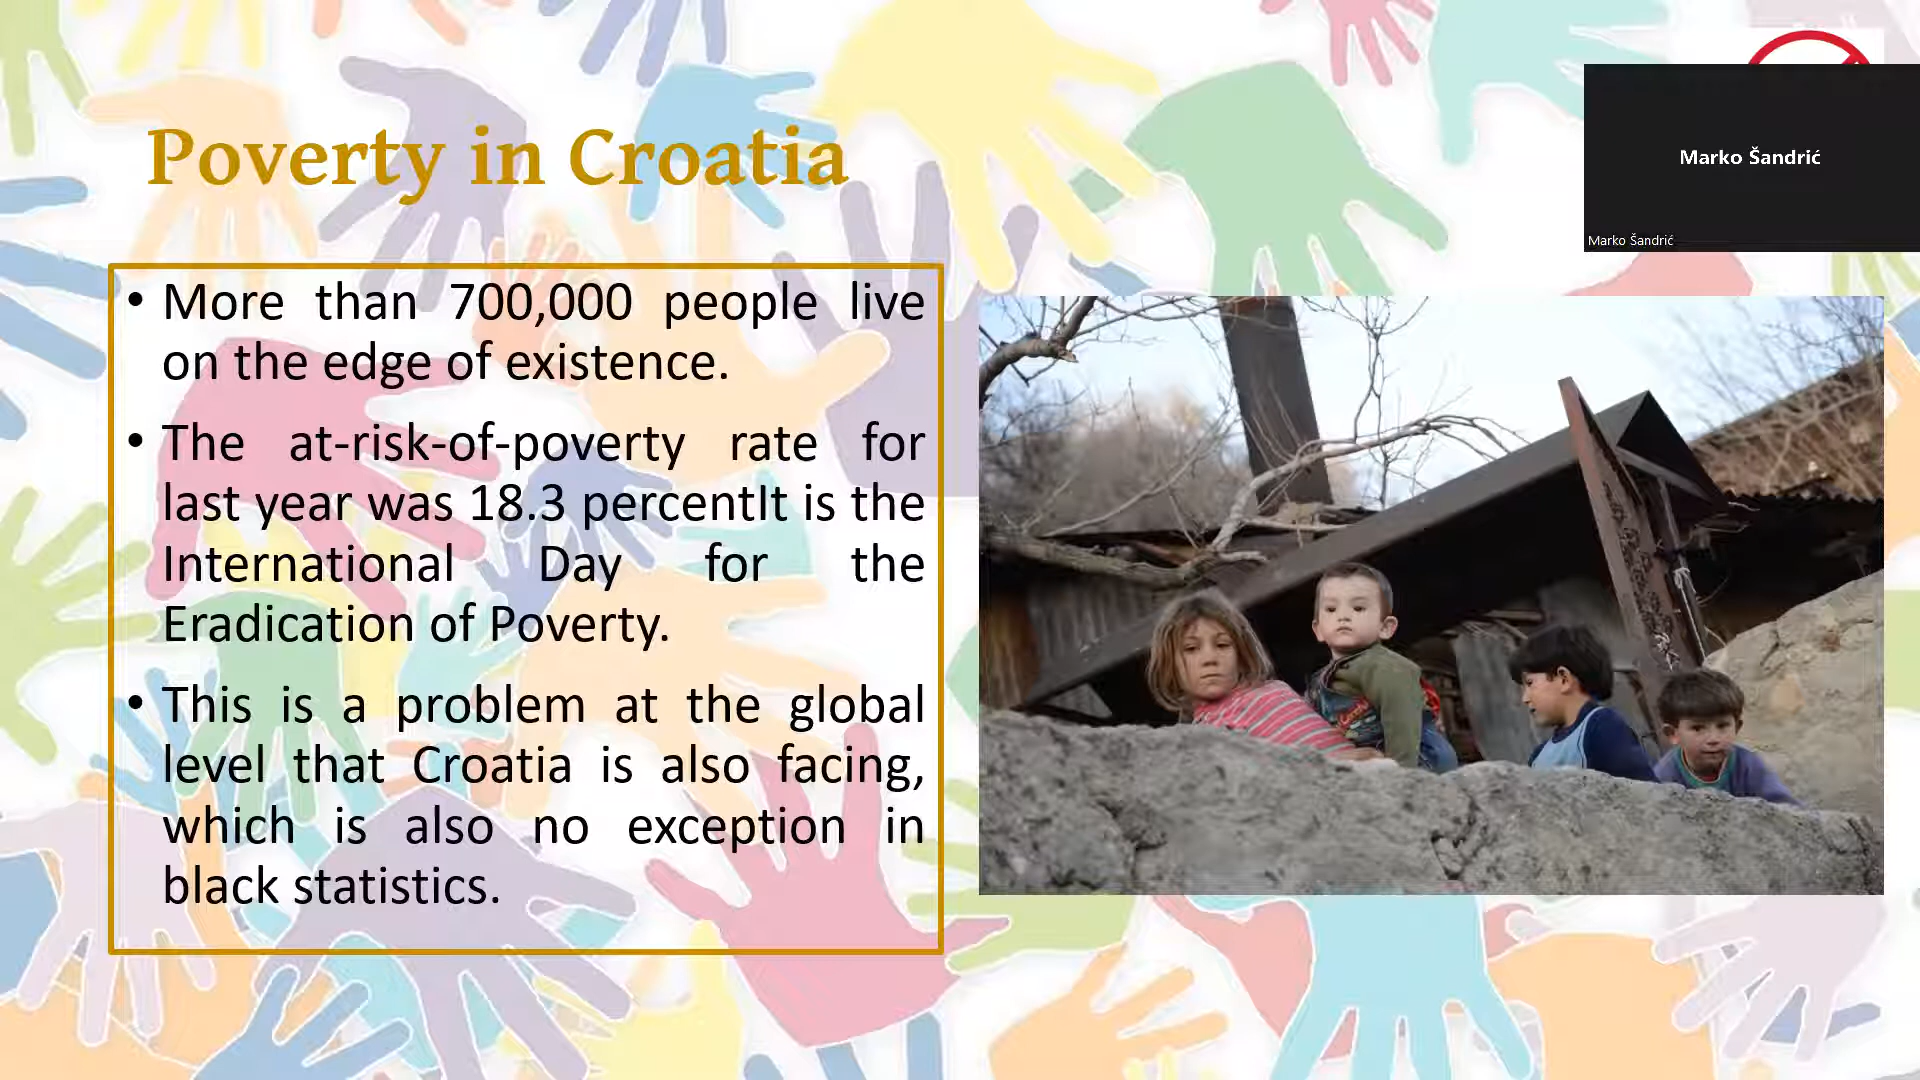 Poverty in Croatia
Marko Šandrić
Marko Šandrić
• More than 700,000 people live
on the edge of existence.
• The at-risk-of-poverty rate for
last year was 18.3 percentIt is the
International Day for the
Eradication of Poverty.
• This is a problem at the global
level that Croatia is also facing,
which is also no exception in
black statistics.